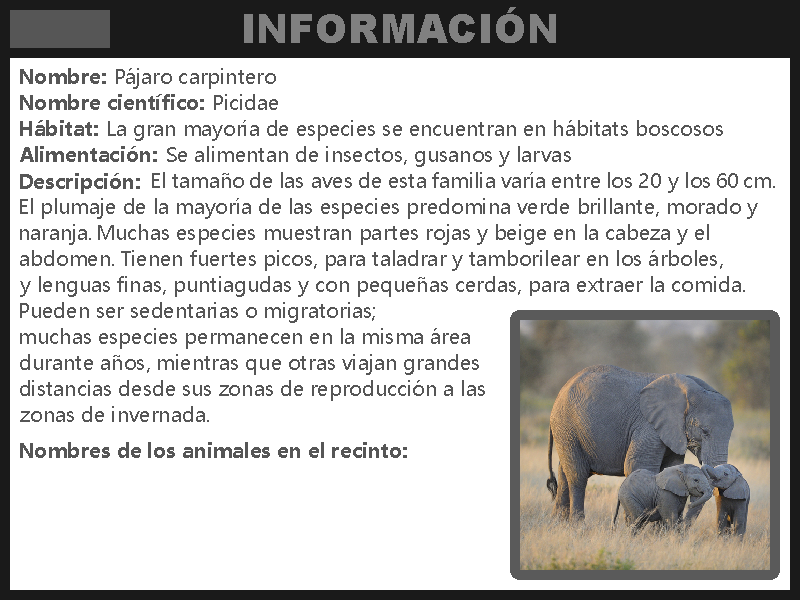 INFORMACIÓN
Nombre: Pájaro carpintero
Nombre científico: Picidae
Hábitat: La gran mayoría de especies se encuentran en hábitats boscosos
Alimentación: Se alimentan de insectos, gusanos y larvas
Descripción: El tamaño de las aves de esta familia varía entre los 20 y los 60 cm.
El plumaje de la mayoría de las especies predomina verde brillante, morado y
naranja. Muchas especies muestran partes rojas y beige en la cabeza y el
abdomen. Tienen fuertes picos, para taladrar y tamborilear en los árboles,
y lenguas finas, puntiagudas y con pequeñas cerdas, para extraer la comida.
Pueden ser sedentarias o migratorias;
muchas especies permanecen en la misma área
durante años, mientras que otras viajan grandes
distancias desde sus zonas de reproducción a las
zonas de invernada.
Nombres de los animales en el recinto: